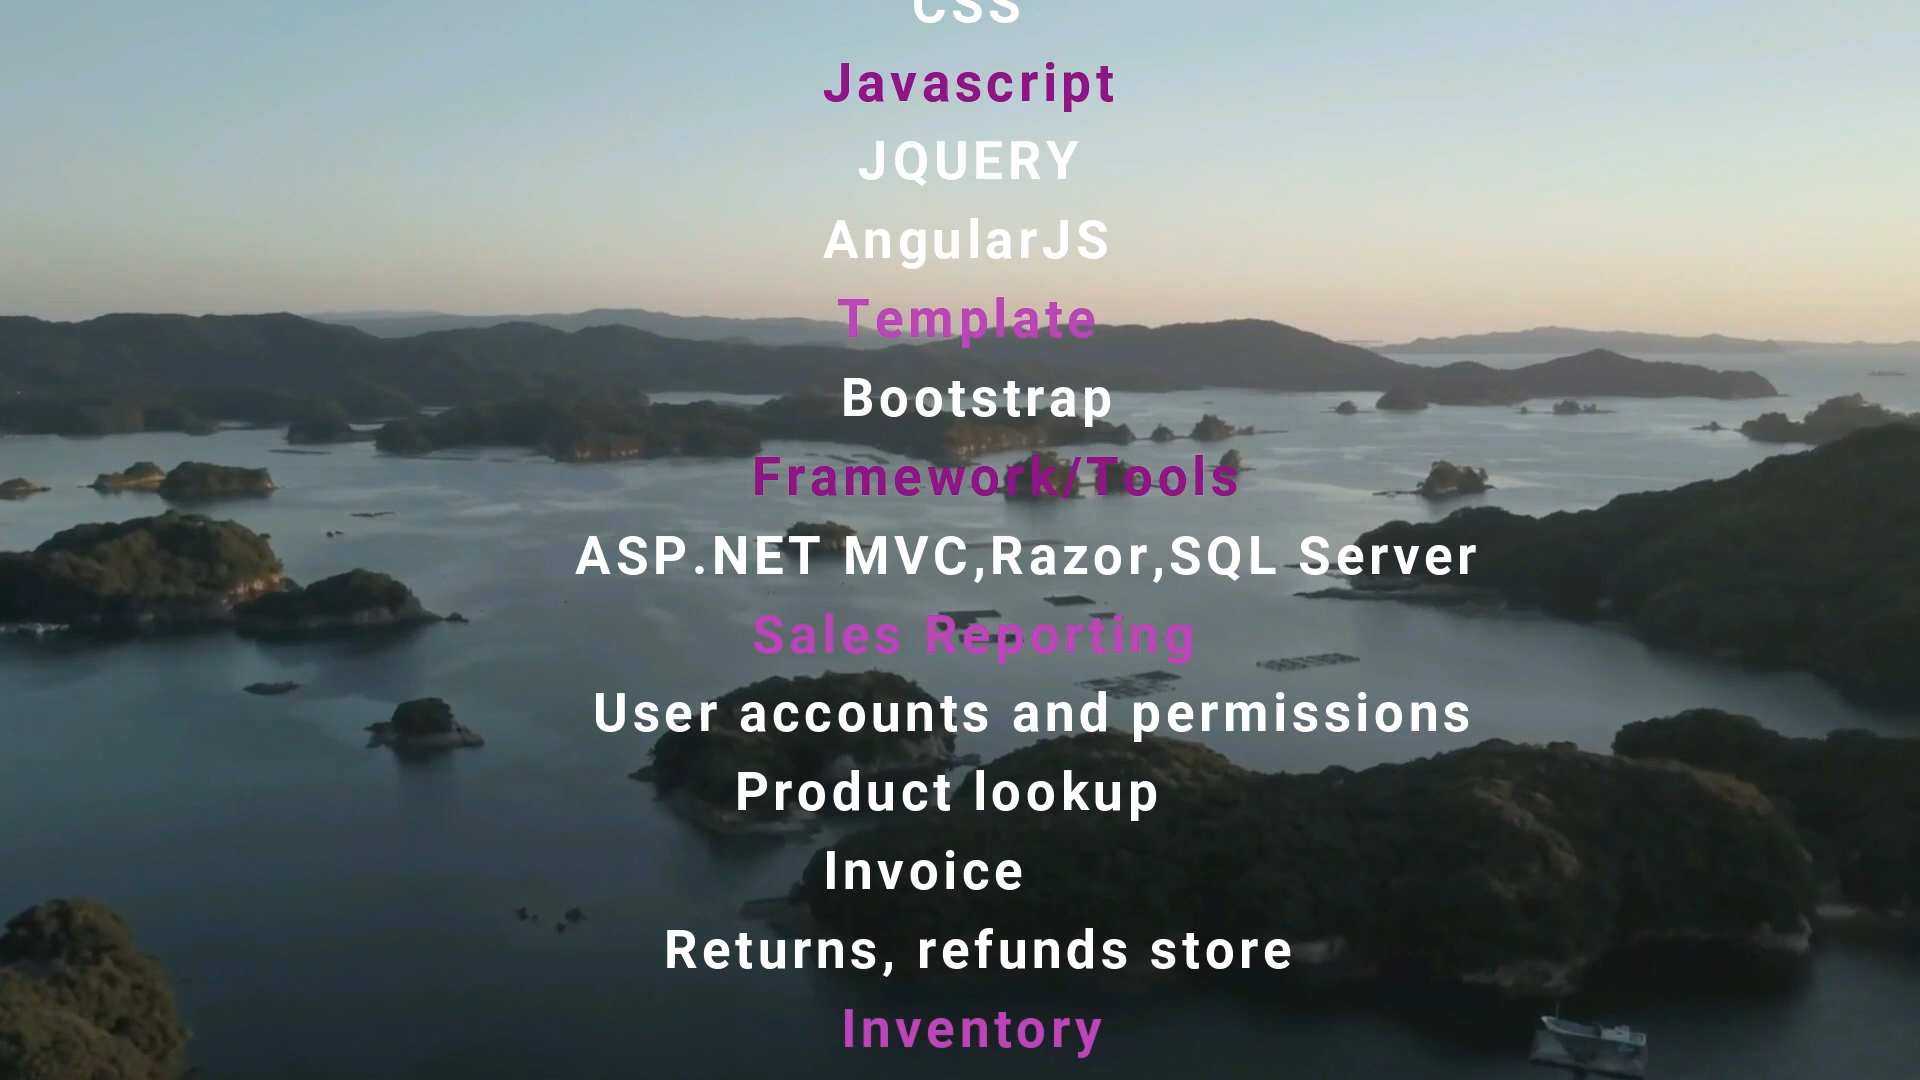 CSS
Javascript
JQUERY
AngularJS
Template
Bootstrap
Framework/Tools
ASP.NET MVC,Razor,SQL Server
Sales Reporting
User accounts and permissions
Product lookup
Invoice
Returns, refunds store
Inventory